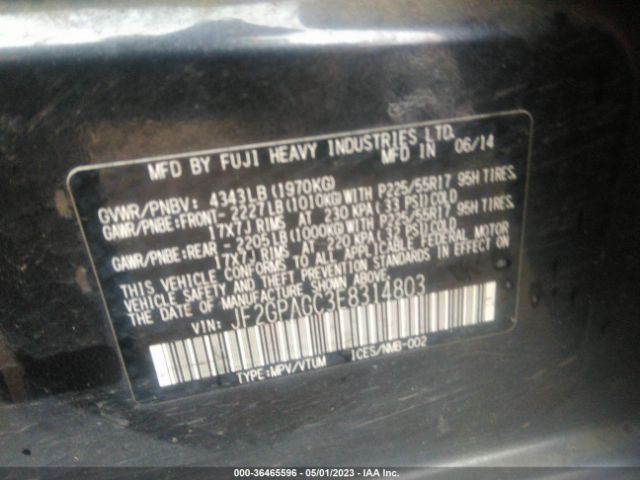 MFD BY FUJI HEAVY INDUSTRIES LTD.
MFD IN 06/14
GVWR/PNBV: 4343LB(1970KG)
GAWR/PNBE:FRONT- 2227LB(1010KG)WITH P225/55R17 95H TIRES.
17X7J RIMS AT 230 KPA( 33 PSI)COLD
GAWR/PNBE:REAR - 2205LB(1000KG)WITH P225/55R17 95H TIRES.
17X7J RIMS AT 220 KPA( 32 PSI)COLD
THIS VEHICLE CONFORMS TO ALL APPLICABLE FEDERAL MOTOR
VEHICLE SAFETY AND THEFT PREVENTION STANDARDS IN EFFECT ON
THE DATE OF MANUFACTURE SHOWN ABOVE.
VIN: JF2GPAGC3E8314803
TYPE:MPV/VTUM ICES/NMB-002
000-36465596 - 05/01/2023 - IAA Inc.